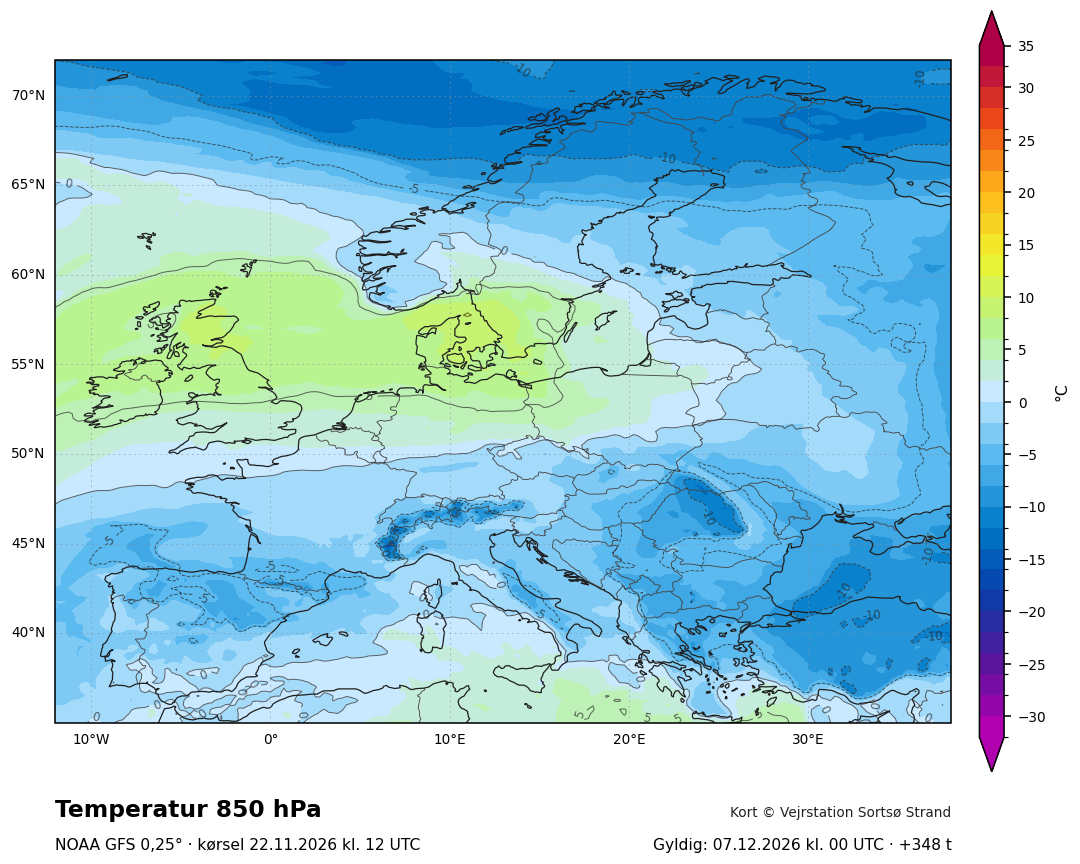 70°N
65°N
60°N
55°N
50°N
45°N
40°N
10°W
0°
10°E
20°E
30°E
35
30
25
20
15
10
5
0
−5
−10
−15
−20
−25
−30
°C
Temperatur 850 hPa
Kort © Vejrstation Sortsø Strand
NOAA GFS 0,25° · kørsel 22.11.2026 kl. 12 UTC
Gyldig: 07.12.2026 kl. 00 UTC · +348 t